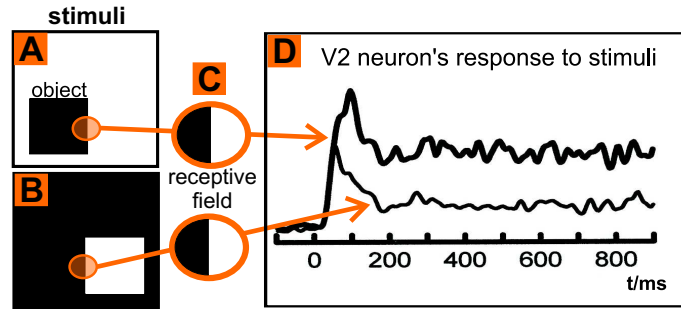 stimuli
A
object
B
C
receptive
field
D
V2 neuron's response to stimuli
0 200 400 600 800
t/ms